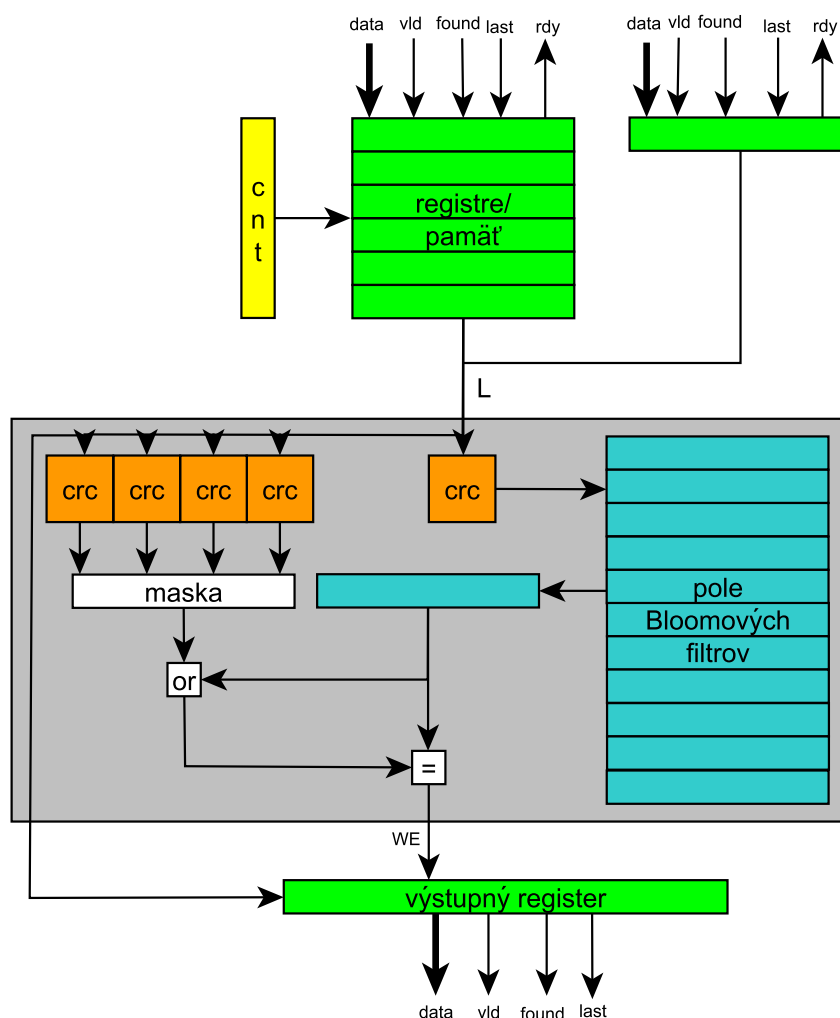 data vld found last rdy data vld found last rdy
cnt
registre/
pamäť
L
crc crc crc crc crc
maska
pole
Bloomových
filtrov
or
=
WE
výstupný register
data vld found last